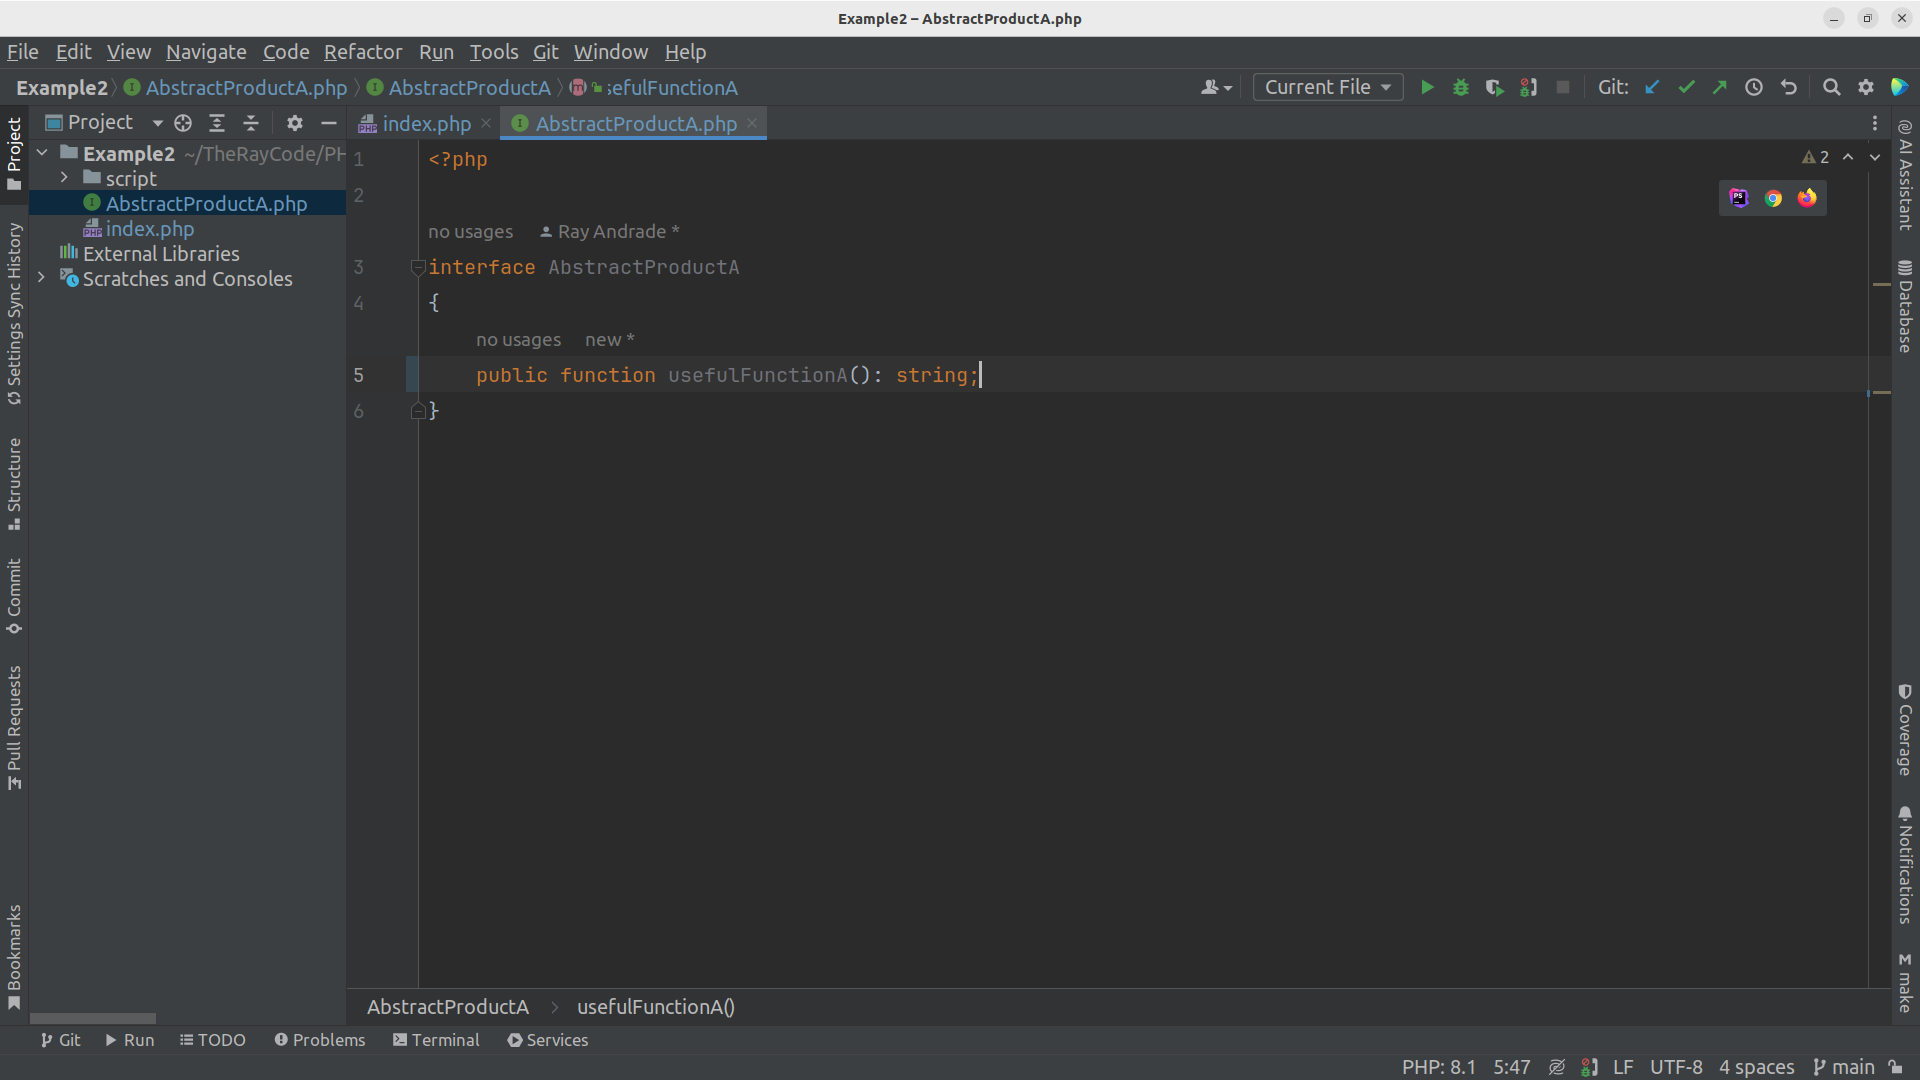 Example2 – AbstractProductA.php
File Edit View Navigate Code Refactor Run Tools Git Window Help
Example2 AbstractProductA.php AbstractProductA m sefulFunctionA Current File Git:
Project index.php AbstractProductA.php
Example2 ~/TheRayCode/PH
script
AbstractProductA.php
index.php
External Libraries
Scratches and Consoles
1 <?php
2
no usages Ray Andrade *
3 interface AbstractProductA
4 {
no usages new *
5 public function usefulFunctionA(): string;
6 }
2
Project
Settings Sync History
Structure
Commit
Pull Requests
Bookmarks
AI Assistant
Database
Coverage
Notifications
M make
AbstractProductA > usefulFunctionA()
Git Run TODO Problems Terminal Services
PHP: 8.1 5:47 LF UTF-8 4 spaces main